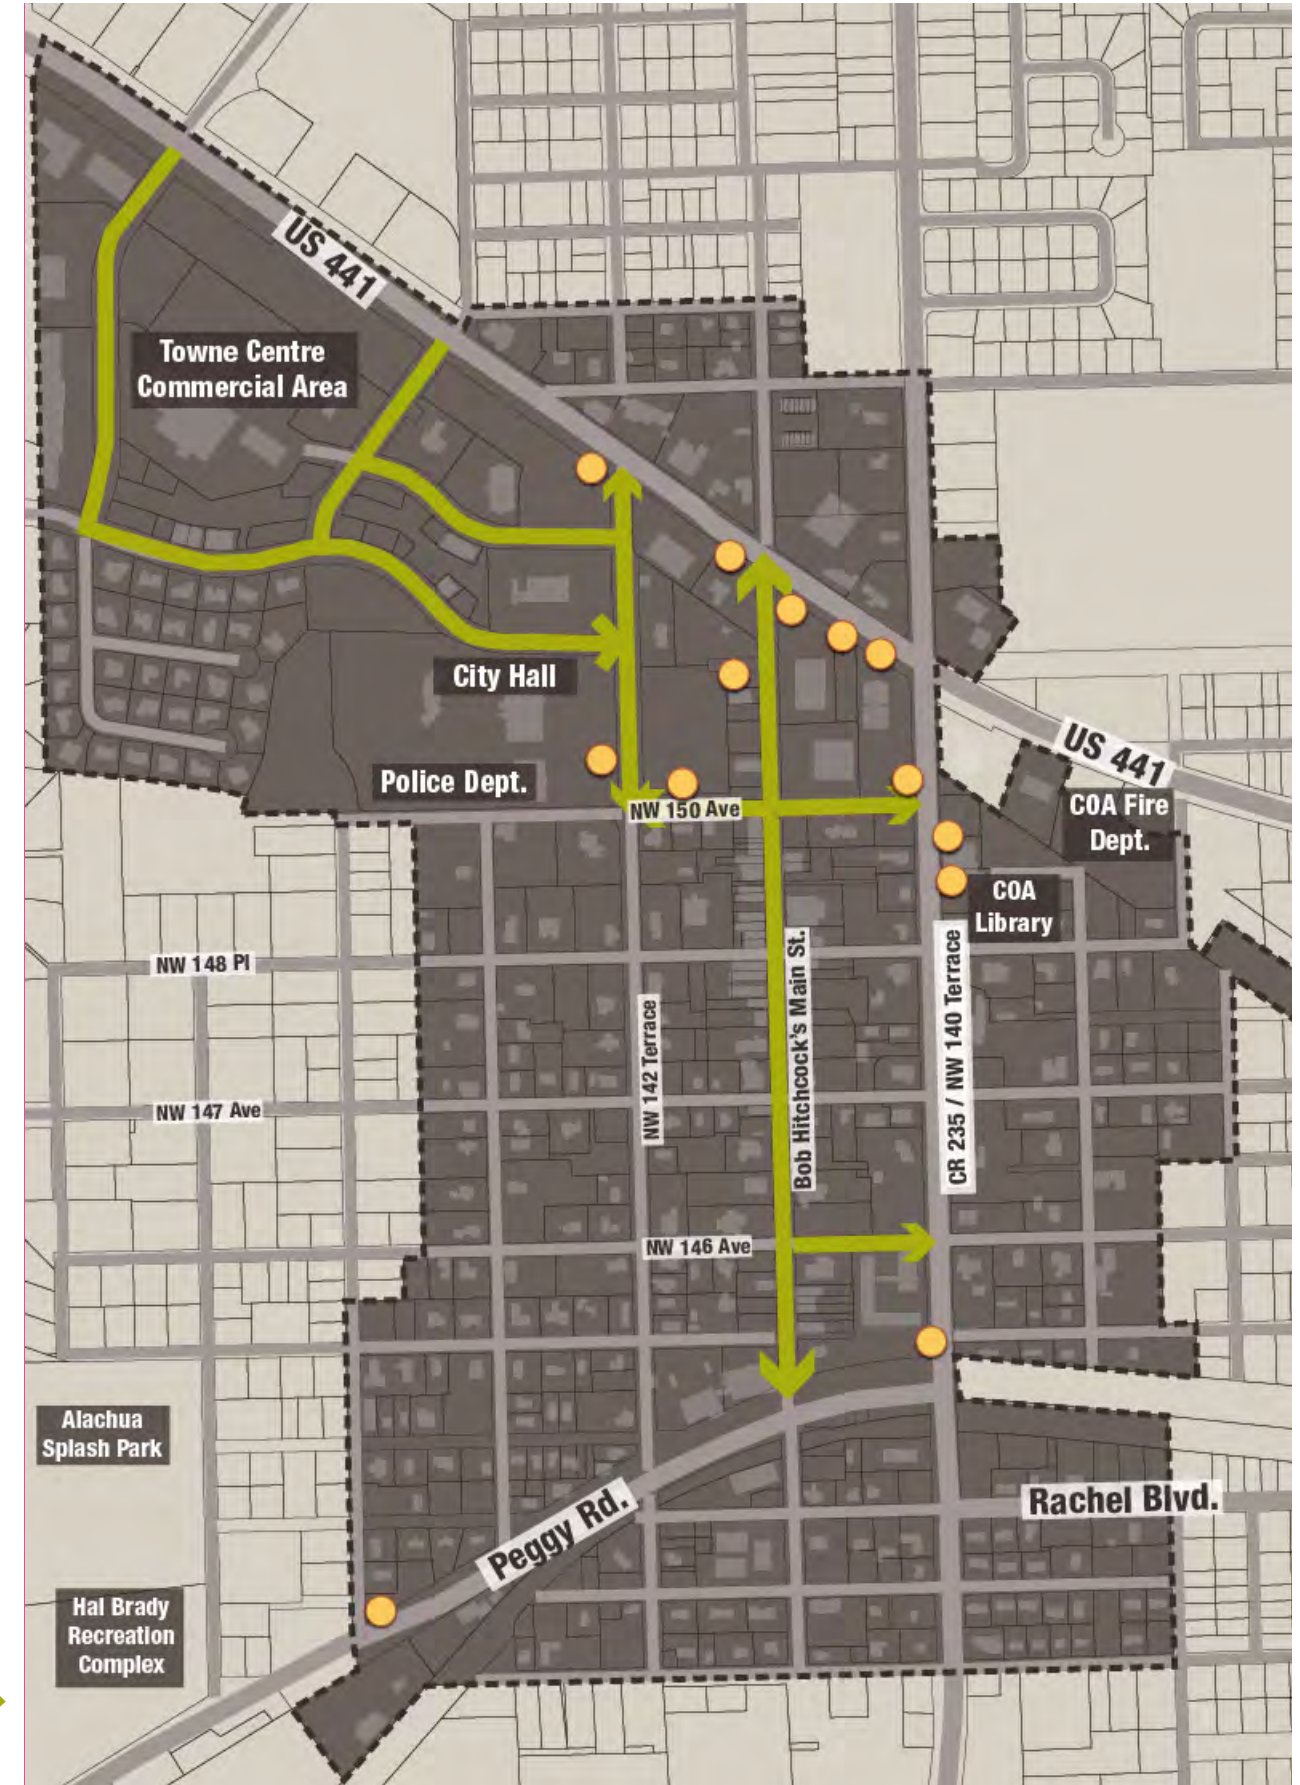 US 441
Towne Centre
Commercial Area
City Hall
US 441
Police Dept.
NW 150 Ave
COA Fire
Dept.
COA
Library
NW 148 Pl
Bob Hitchcock's Main St.
CR 235 / NW 140 Terrace
NW 142 Terrace
NW 147 Ave
NW 146 Ave
Alachua
Splash Park
Rachel Blvd.
Peggy Rd.
Hal Brady
Recreation
Complex